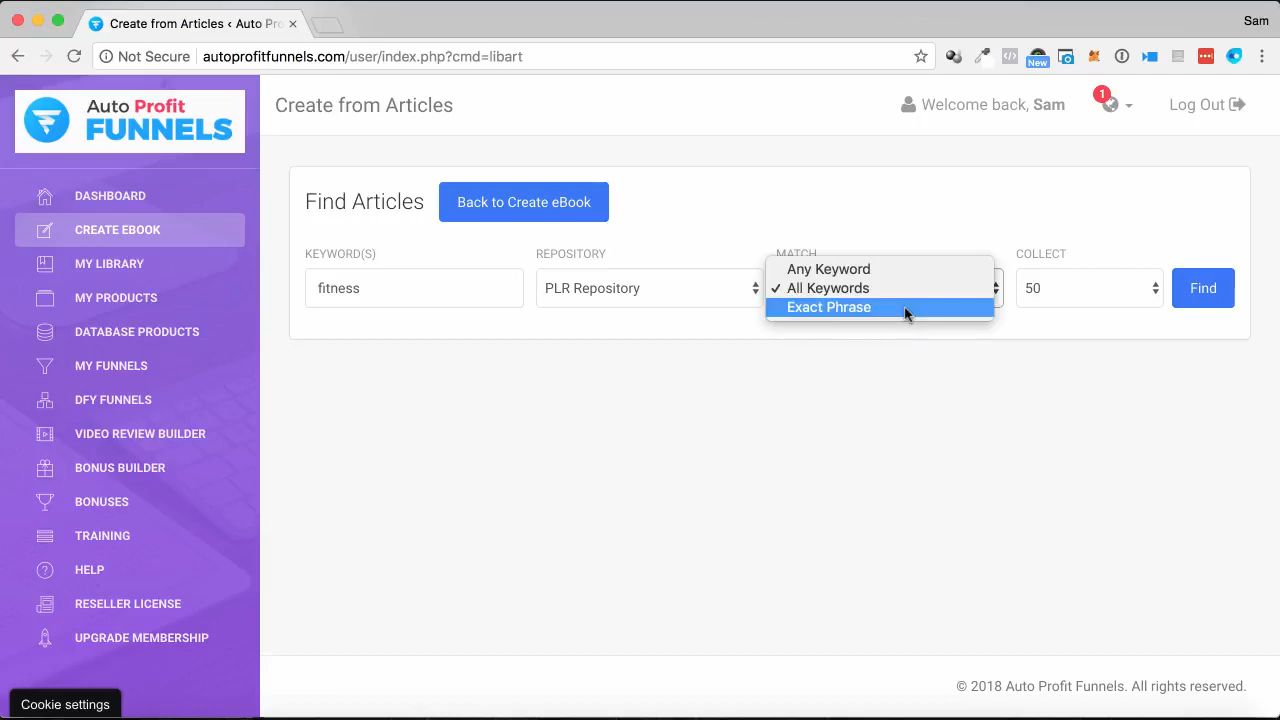 Create from Articles ‹ Auto Pro
Sam
Not Secure
autoprofitfunnels.com/user/index.php?cmd=libart
New
Auto Profit
FUNNELS
Create from Articles
1
Welcome back, Sam
Log Out
DASHBOARD
CREATE EBOOK
MY LIBRARY
MY PRODUCTS
DATABASE PRODUCTS
MY FUNNELS
DFY FUNNELS
VIDEO REVIEW BUILDER
BONUS BUILDER
BONUSES
TRAINING
HELP
RESELLER LICENSE
UPGRADE MEMBERSHIP
Cookie settings
Find Articles
Back to Create eBook
KEYWORD(S)
REPOSITORY
MATCH
COLLECT
fitness
PLR Repository
Any Keyword
✓ All Keywords
Exact Phrase
50
Find
© 2018 Auto Profit Funnels. All rights reserved.